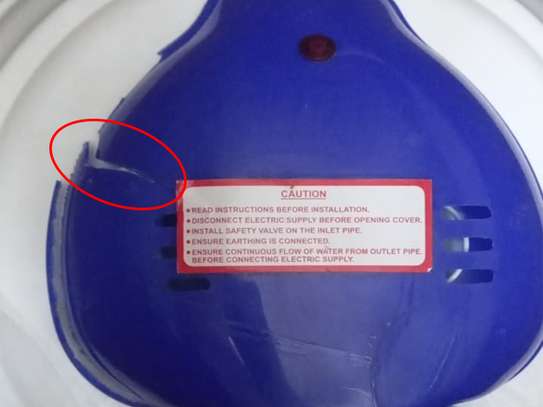 CAUTION
• READ INSTRUCTIONS BEFORE INSTALLATION.
• DISCONNECT ELECTRIC SUPPLY BEFORE OPENING COVER.
• INSTALL SAFETY VALVE ON THE INLET PIPE.
• ENSURE EARTHING IS CONNECTED.
• ENSURE CONTINUOUS FLOW OF WATER FROM OUTLET PIPE.
BEFORE CONNECTING ELECTRIC SUPPLY.